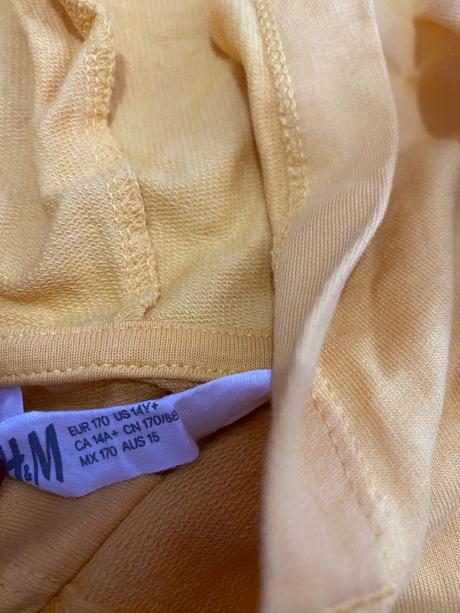 H&M
EUR 170 US 14Y+
CA 14A+ CN 170/88
MX 170 AUS 15